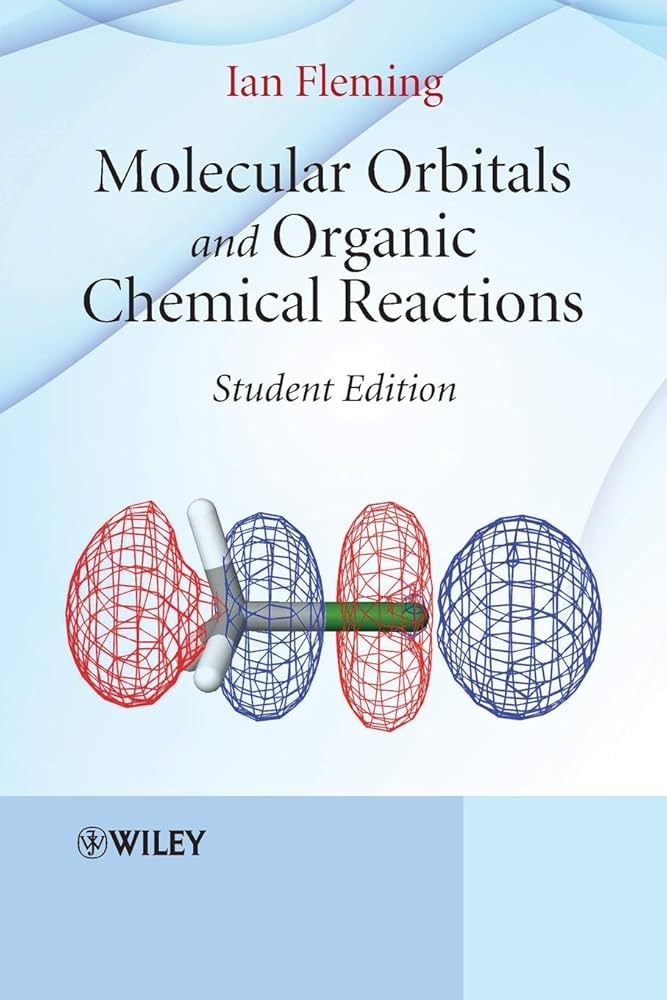 Ian Fleming
Molecular Orbitals
and Organic
Chemical Reactions
Student Edition
WILEY